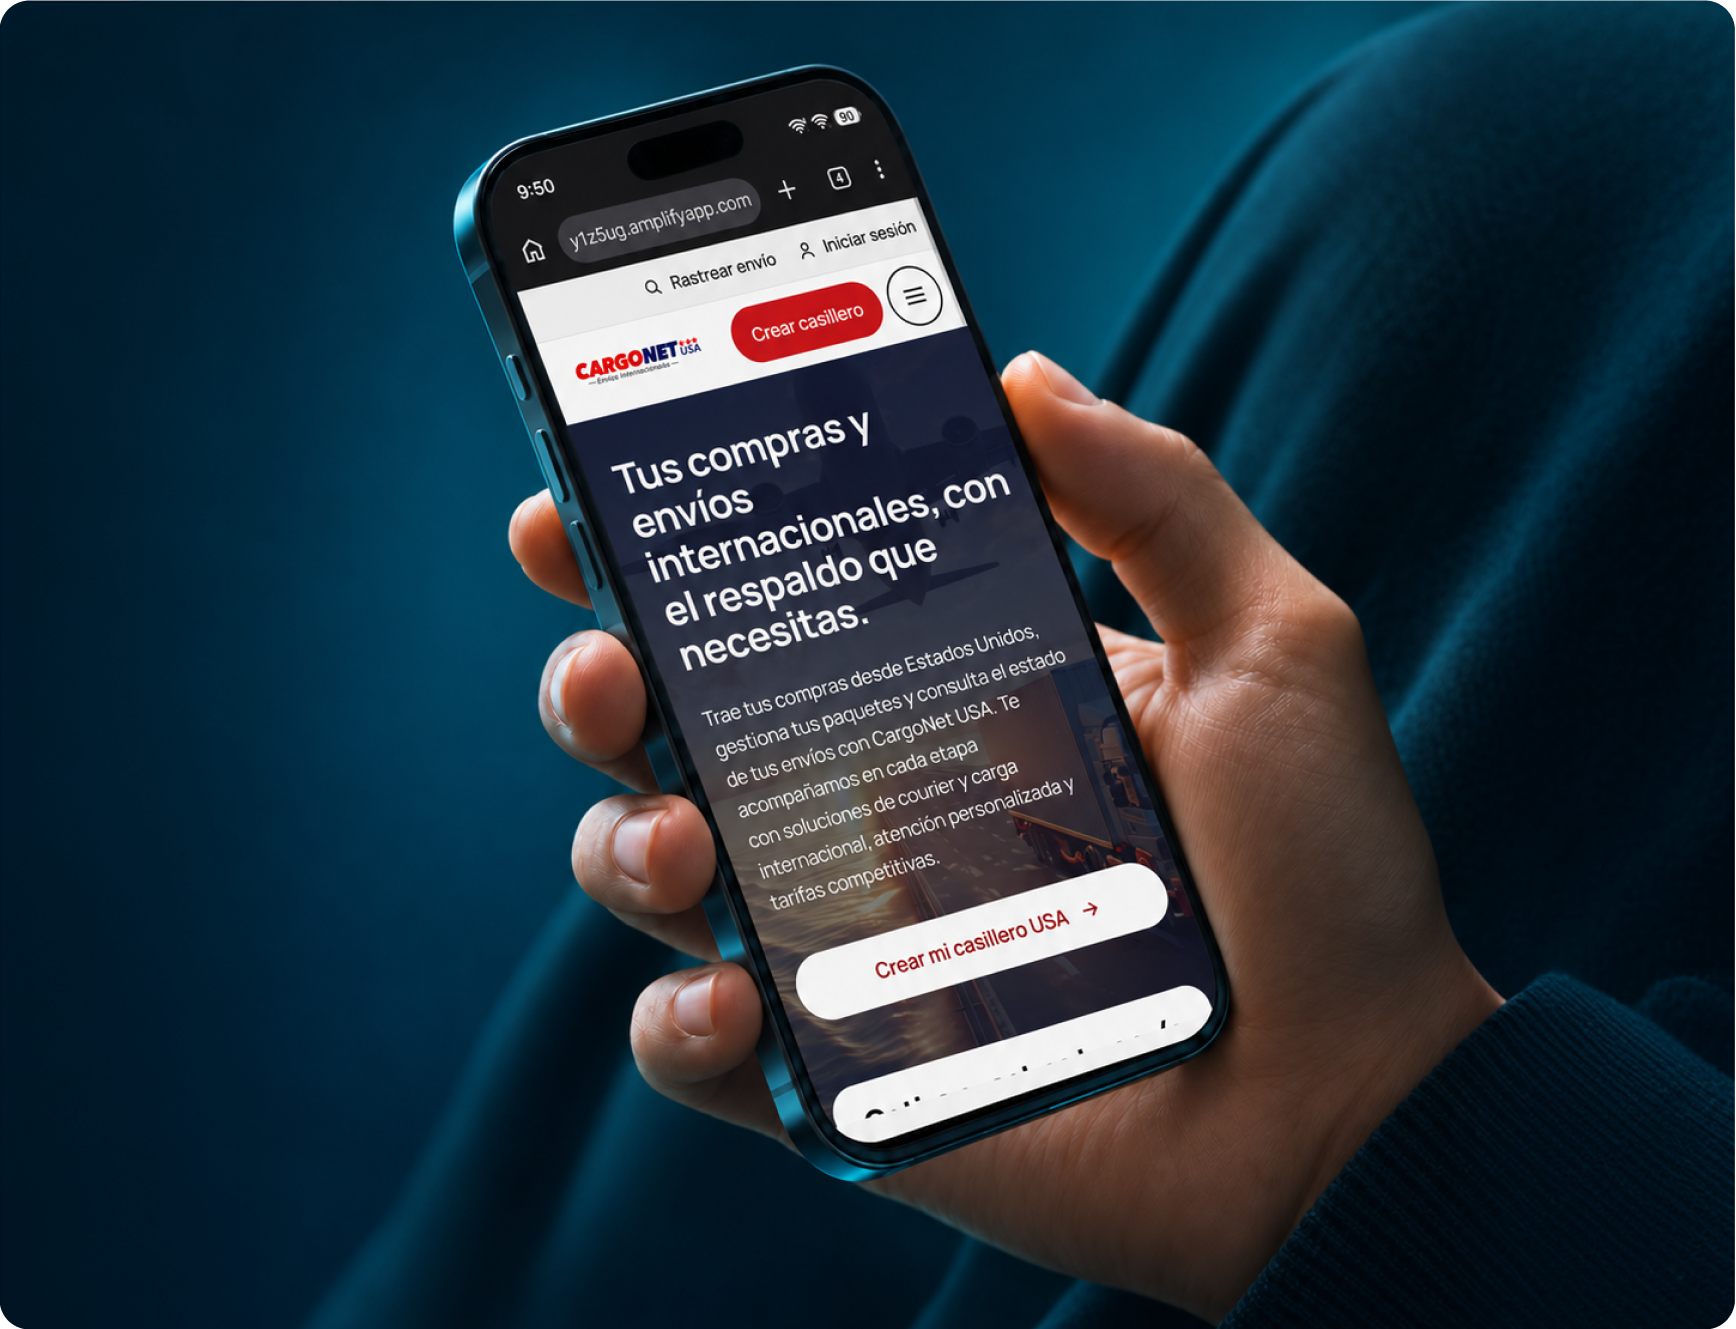 9:50
90
y1z5ug.amplifyapp.com
4
Rastrear envío
Iniciar sesión
CARGONET USA
Envíos Internacionales
Crear casillero
Tus compras y
envíos
internacionales, con
el respaldo que
necesitas.
Trae tus compras desde Estados Unidos,
gestiona tus paquetes y consulta el estado
de tus envíos con CargoNet USA. Te
acompañamos en cada etapa
con soluciones de courier y carga
internacional, atención personalizada y
tarifas competitivas.
Crear mi casillero USA